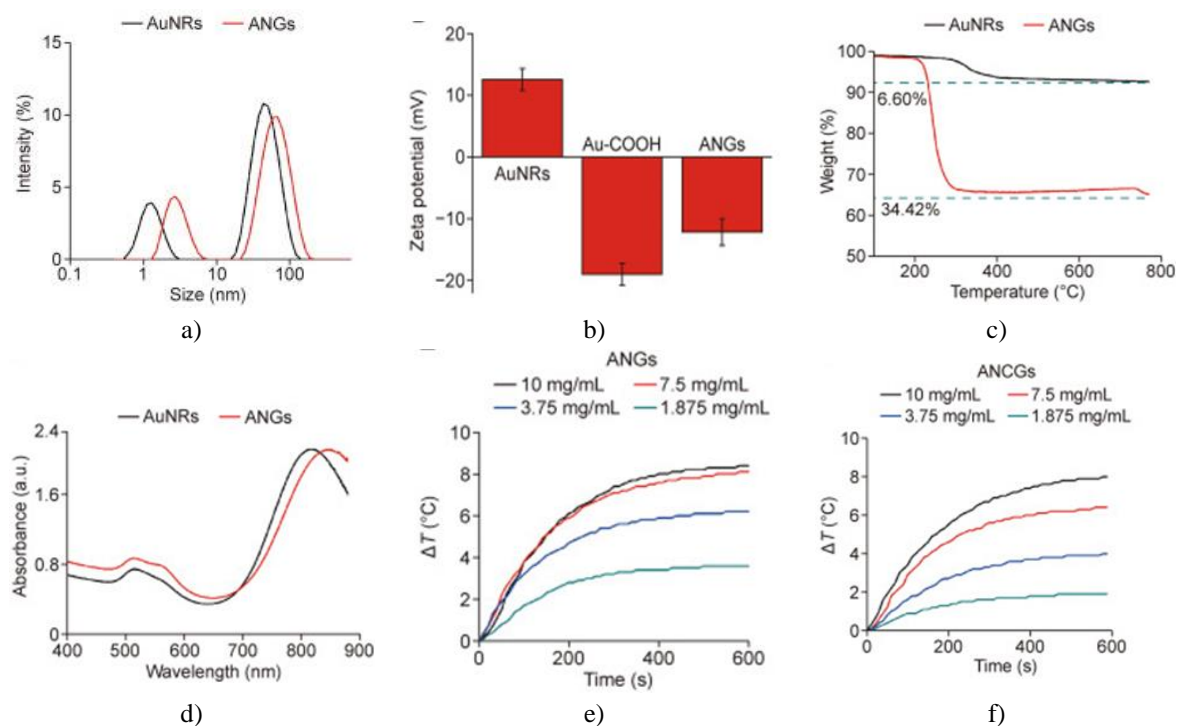 AuNRs ANGs
15
10
5
0
0.1 1 10 100
Intensity (%)
Size (nm)
a)
20
10
0
−10
−20
Zeta potential (mV)
AuNRs
Au-COOH
ANGs
b)
AuNRs ANGs
100
90
80
70
60
50
6.60%
34.42%
Weight (%)
200 400 600 800
Temperature (°C)
c)
AuNRs ANGs
2.4
1.6
0.8
0
Absorbance (a.u.)
400 500 600 700 800 900
Wavelength (nm)
d)
ANGs
10 mg/mL 7.5 mg/mL
3.75 mg/mL 1.875 mg/mL
10
8
6
4
2
0
ΔT (°C)
0 200 400 600
Time (s)
e)
ANCGs
10 mg/mL 7.5 mg/mL
3.75 mg/mL 1.875 mg/mL
10
8
6
4
2
0
ΔT (°C)
0 200 400 600
Time (s)
f)